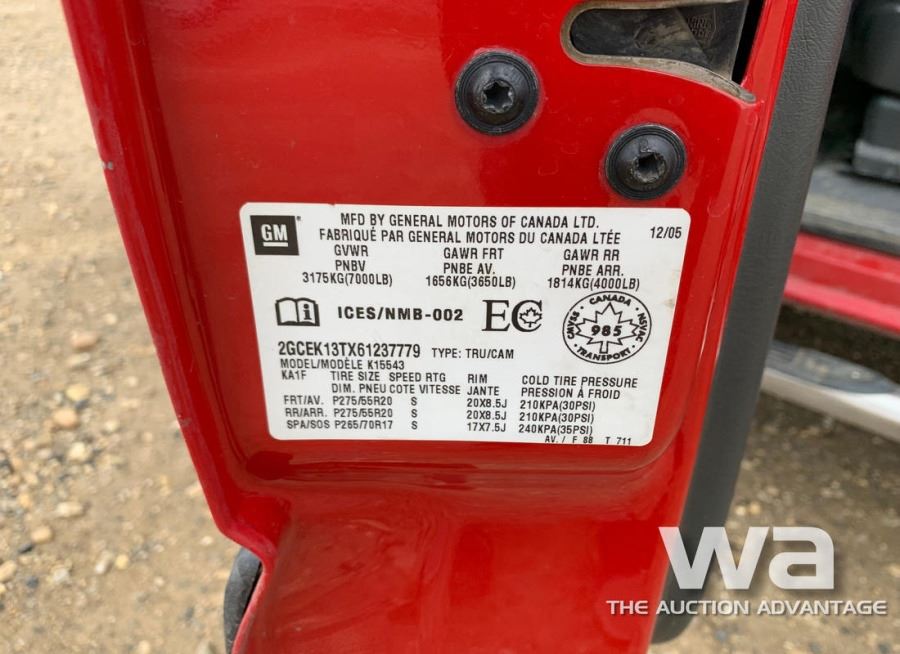 GM
MFD BY GENERAL MOTORS OF CANADA LTD.
FABRIQUÉ PAR GENERAL MOTORS DU CANADA LTÉE
12/05
GVWR GAWR FRT GAWR RR
PNBV PNBE AV. PNBE ARR.
3175KG(7000LB) 1656KG(3650LB) 1814KG(4000LB)
ICES/NMB-002 EC
CANADA
CMVSS 985 NSVAC
TRANSPORT
2GCEK13TX61237779 TYPE: TRU/CAM
MODEL/MODÈLE K15543
KA1F TIRE SIZE SPEED RTG RIM COLD TIRE PRESSURE
DIM. PNEU COTE VITESSE JANTE PRESSION À FROID
FRT/AV. P275/55R20 S 20X8.5J 210KPA(30PSI)
RR/ARR. P275/55R20 S 20X8.5J 210KPA(30PSI)
SPA/SOS P265/70R17 S 17X7.5J 240KPA(35PSI)
AV. / F 88 T 711
wa
THE AUCTION ADVANTAGE